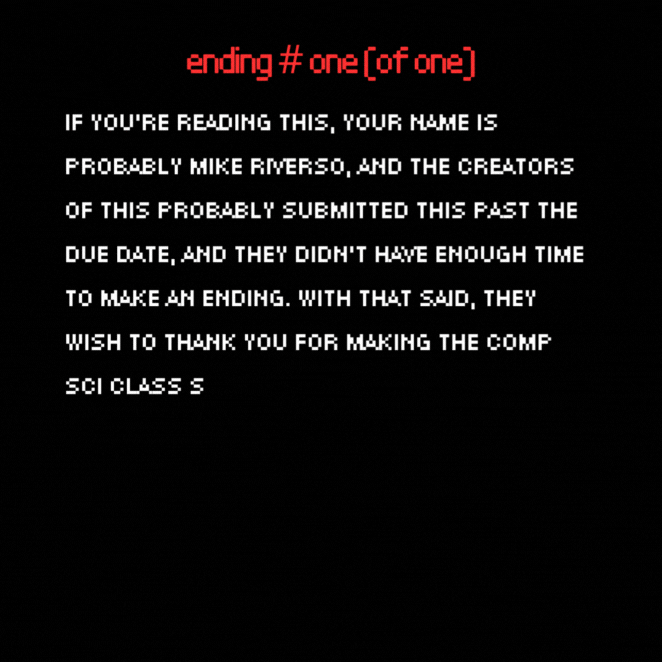 ending # one (of one)
IF YOU'RE READING THIS, YOUR NAME IS
PROBABLY MIKE RIVERSO, AND THE CREATORS
OF THIS PROBABLY SUBMITTED THIS PAST THE
DUE DATE, AND THEY DIDN'T HAVE ENOUGH TIME
TO MAKE AN ENDING. WITH THAT SAID, THEY
WISH TO THANK YOU FOR MAKING THE COMP
SCI CLASS S